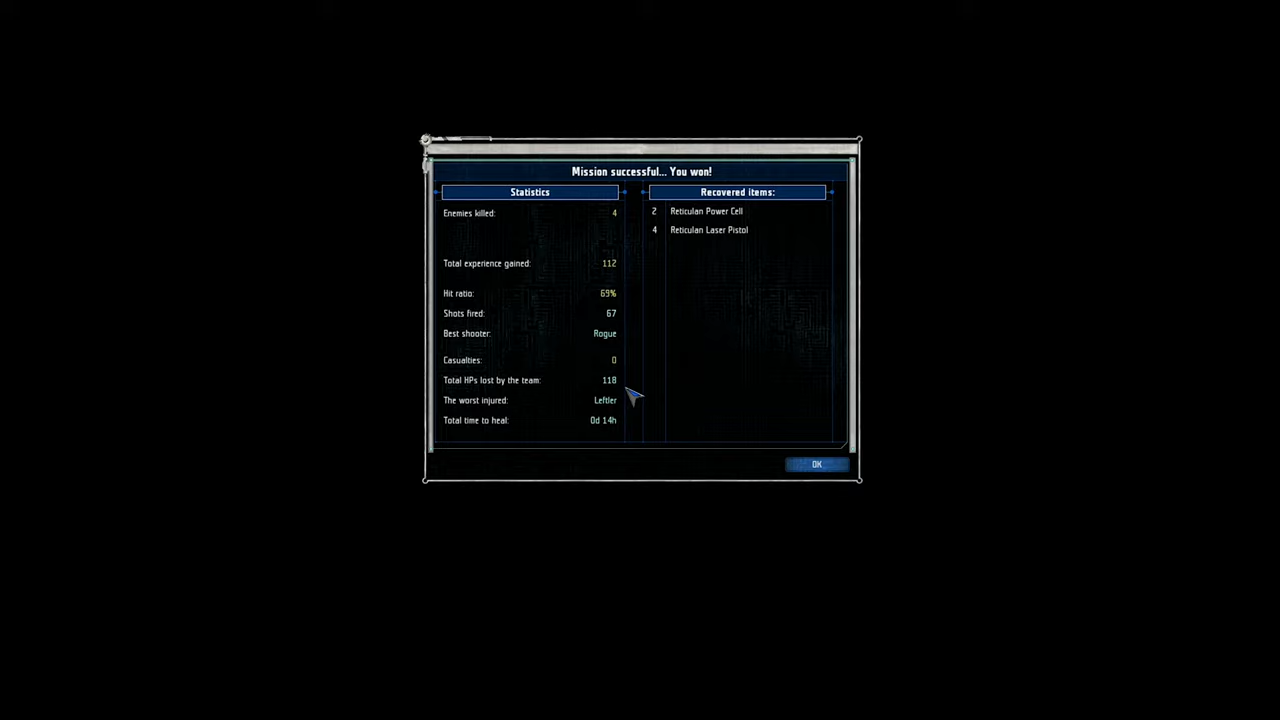 Mission successful... You won!
Statistics
Enemies killed: 4
Total experience gained: 112
Hit ratio: 69%
Shots fired: 67
Best shooter: Rogue
Casualties: 0
Total HPs lost by the team: 118
The worst injured: Leftler
Total time to heal: 0d 14h
Recovered items:
2 Reticulan Power Cell
4 Reticulan Laser Pistol
OK